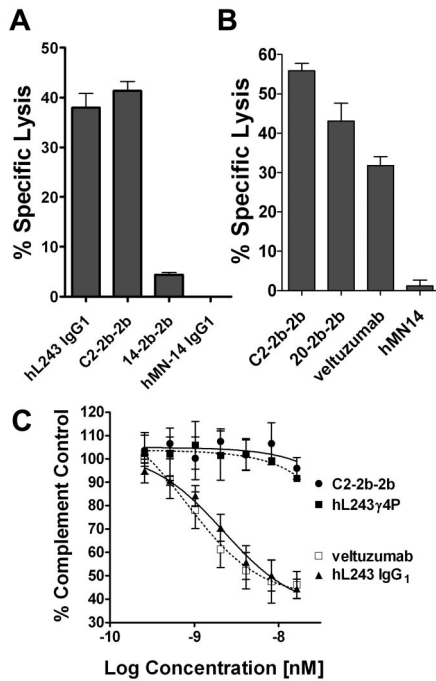 A
% Specific Lysis
50
40
30
20
10
0
hL243 IgG1
C2-2b-2b
14-2b-2b
hMN-14 IgG1
B
% Specific Lysis
60
50
40
30
20
10
0
C2-2b-2b
20-2b-2b
veltuzumab
hMN14
C
% Complement Control
120
110
100
90
80
70
60
50
40
30
-10
-9
-8
Log Concentration [nM]
C2-2b-2b
hL243γ4P
veltuzumab
hL243 IgG₁